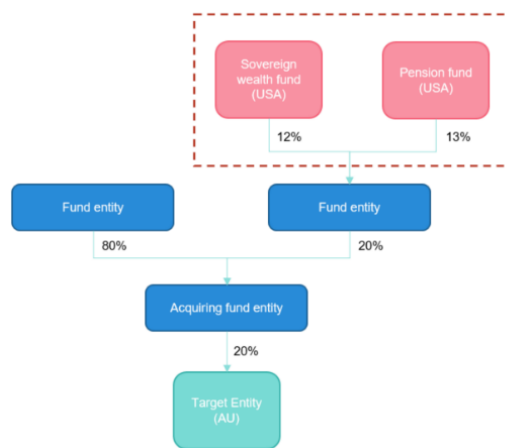 Sovereign
wealth fund
(USA)
Pension fund
(USA)
12%
13%
Fund entity
Fund entity
80%
20%
Acquiring fund entity
20%
Target Entity
(AU)